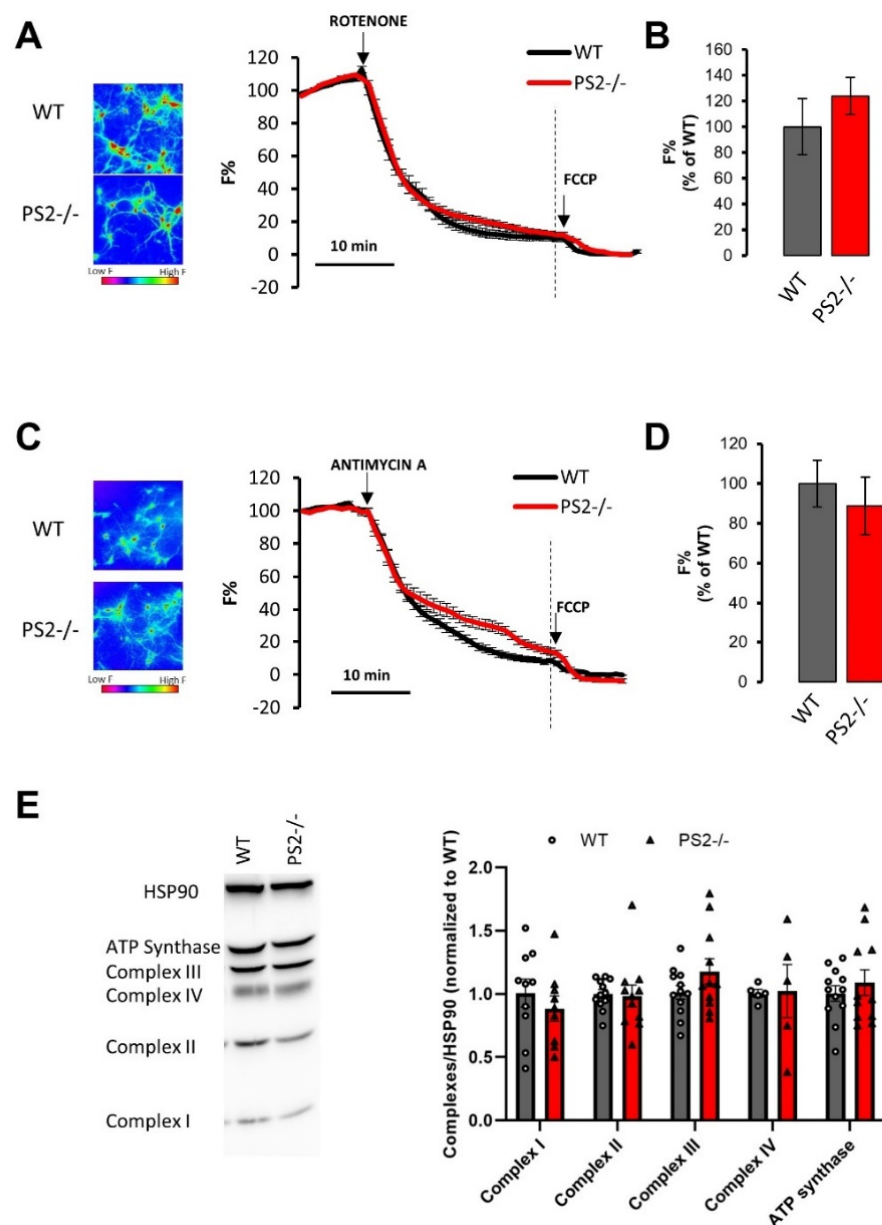 A
WT
PS2-/-
Low F High F
F%
120
100
80
60
40
20
0
-20
ROTENONE
WT
PS2-/-
FCCP
10 min
B
F%
(% of WT)
160
140
120
100
80
60
40
20
0
WT
PS2-/-
C
WT
PS2-/-
Low F High F
F%
120
100
80
60
40
20
0
-20
ANTIMYCIN A
WT
PS2-/-
FCCP
10 min
D
F%
(% of WT)
120
100
80
60
40
20
0
WT
PS2-/-
E
WT PS2-/-
HSP90
ATP Synthase
Complex III
Complex IV
Complex II
Complex I
WT PS2-/-
Complexes/HSP90 (normalized to WT)
2.0
1.5
1.0
0.5
0.0
Complex I
Complex II
Complex III
Complex IV
ATP synthase